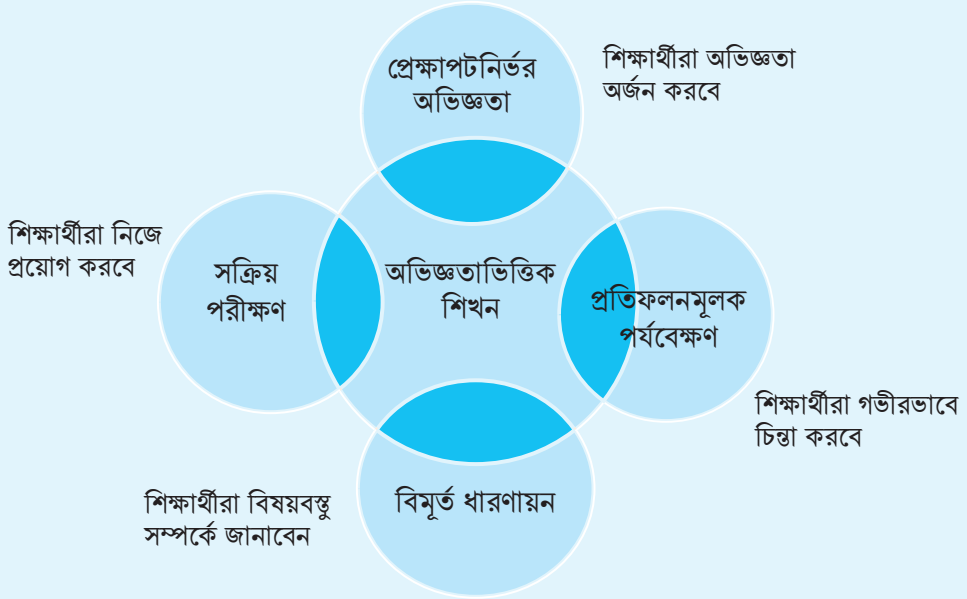 প্রেক্ষাপটনির্ভর
অভিজ্ঞতা
শিক্ষার্থীরা অভিজ্ঞতা
অর্জন করবে
শিক্ষার্থীরা নিজে
প্রয়োগ করবে
সক্রিয়
পরীক্ষণ
অভিজ্ঞতাভিত্তিক
শিখন
প্রতিফলনমূলক
পর্যবেক্ষণ
শিক্ষার্থীরা গভীরভাবে
চিন্তা করবে
বিমূর্ত ধারণায়ন
শিক্ষার্থীরা বিষয়বস্তু
সম্পর্কে জানাবেন